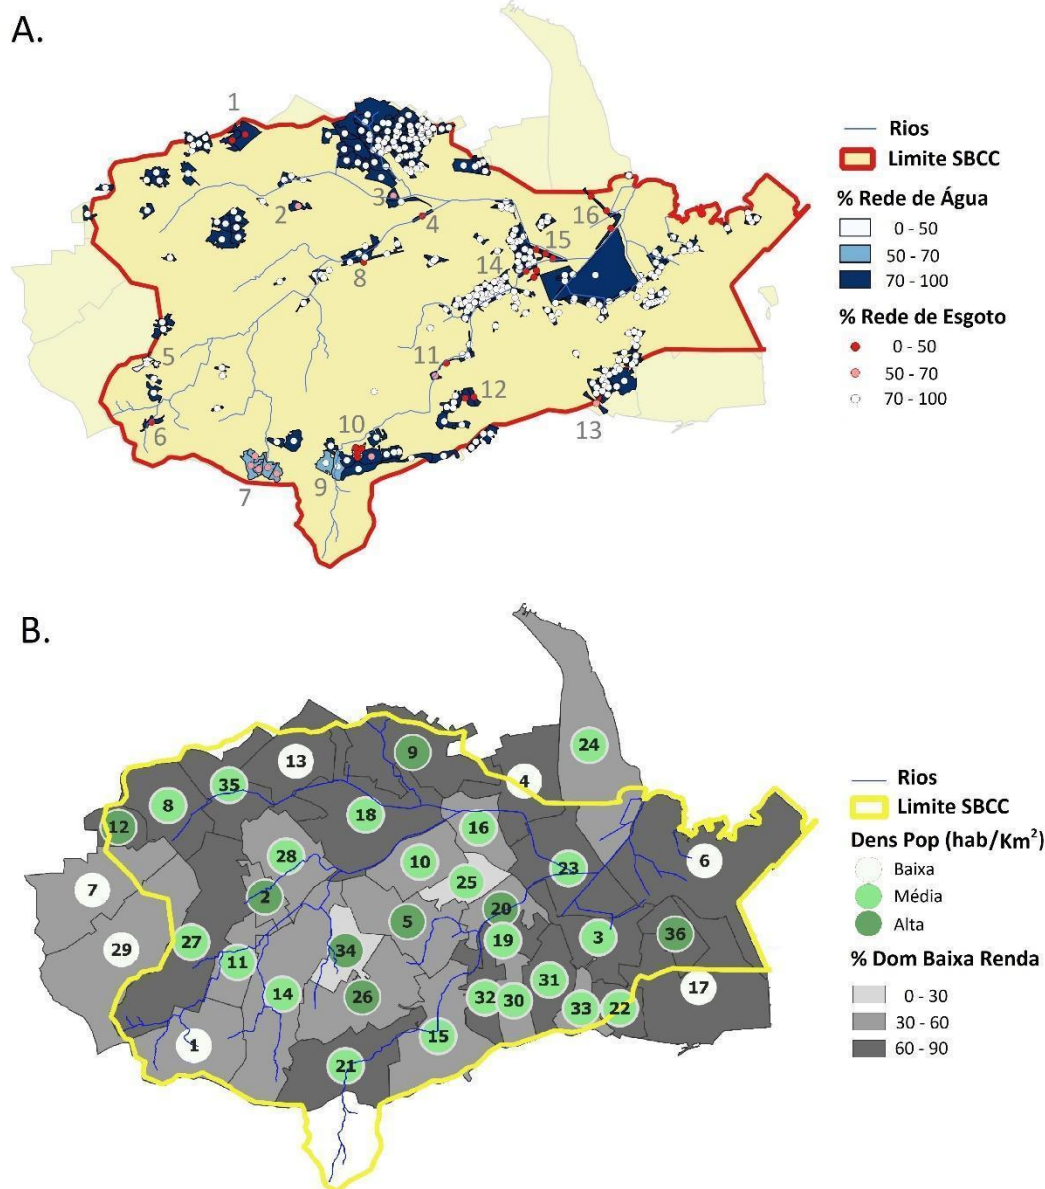 A.
1
2
3
4
5
6
7
8
9
10
11
12
13
14
15
16
Rios
Limite SBCC
% Rede de Água
0 - 50
50 - 70
70 - 100
% Rede de Esgoto
0 - 50
50 - 70
70 - 100
B.
24
13
9
4
35
8
18
12
16
28
10
6
23
25
7
2
20
5
36
3
27
19
29
34
11
31
17
14
26
32
30
33
22
15
1
21
Rios
Limite SBCC
Dens Pop (hab/Km²)
Baixa
Média
Alta
% Dom Baixa Renda
0 - 30
30 - 60
60 - 90